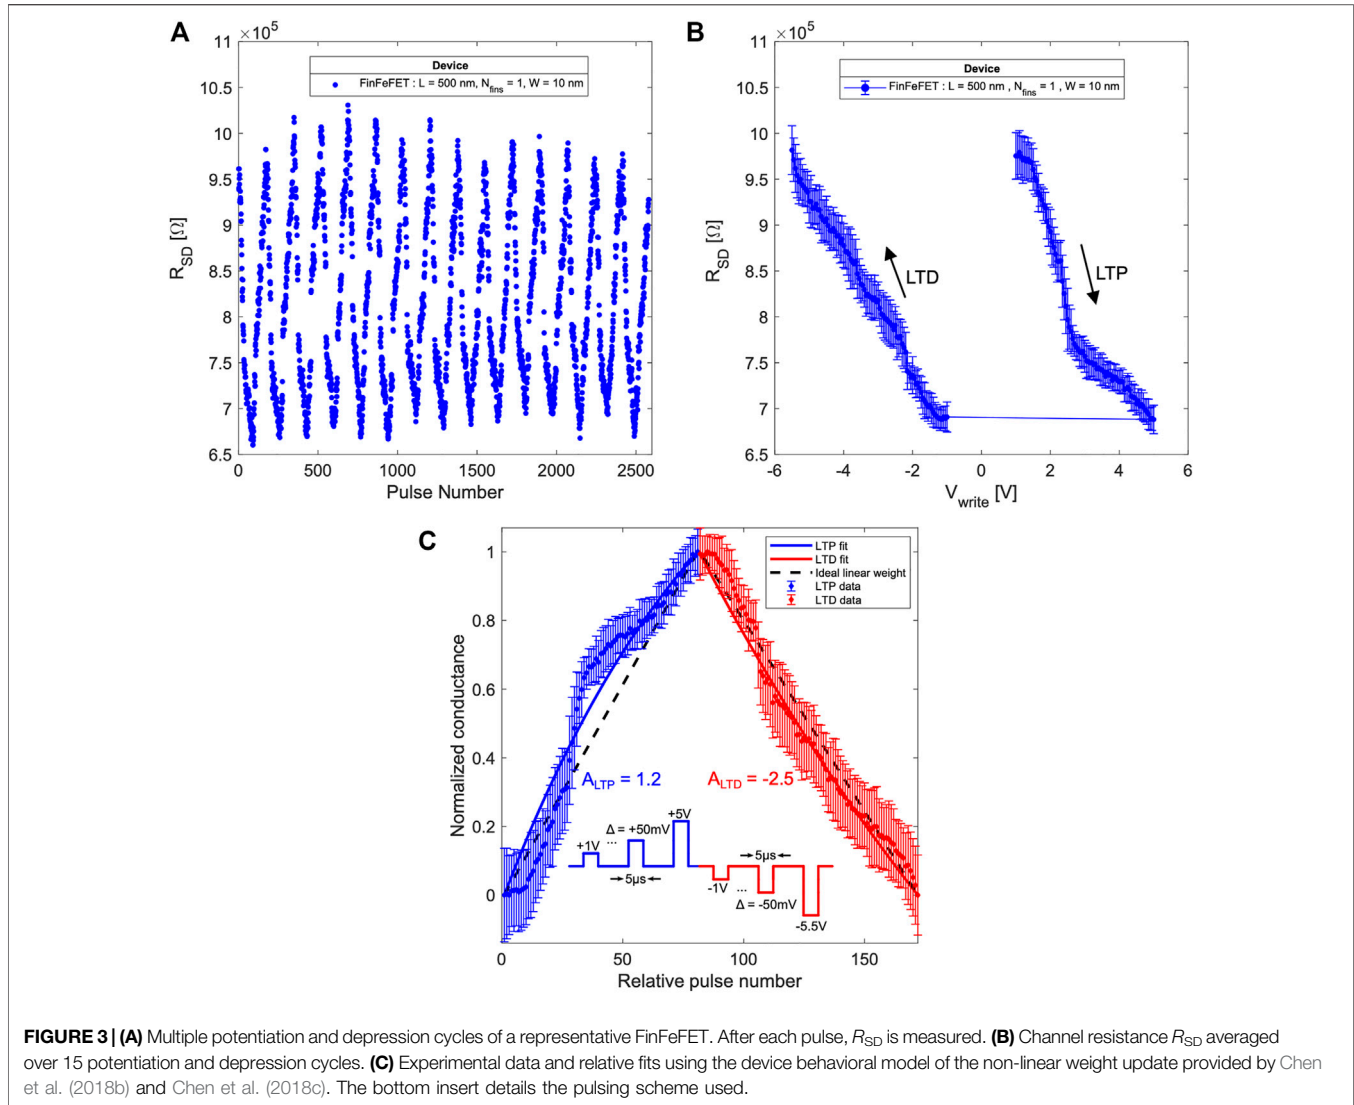 A
×10⁵
Device
FinFeFET : L = 500 nm, N_fins = 1, W = 10 nm
11
10.5
10
9.5
9
8.5
8
7.5
7
6.5
R_SD [Ω]
0 500 1000 1500 2000 2500
Pulse Number
B
×10⁵
Device
FinFeFET : L = 500 nm , N_fins = 1 , W = 10 nm
11
10.5
10
9.5
9
8.5
8
7.5
7
6.5
R_SD [Ω]
LTD
LTP
-6 -4 -2 0 2 4 6
V_write [V]
C
LTP fit
LTD fit
Ideal linear weight
LTP data
LTD data
1
0.8
0.6
0.4
0.2
0
Normalized conductance
A_LTP = 1.2
A_LTD = -2.5
+1V
...
Δ = +50mV
+5V
5µs
5µs
-1V
...
Δ = -50mV
-5.5V
0 50 100 150
Relative pulse number
FIGURE 3 | (A) Multiple potentiation and depression cycles of a representative FinFeFET. After each pulse, R_SD is measured. (B) Channel resistance R_SD averaged
over 15 potentiation and depression cycles. (C) Experimental data and relative fits using the device behavioral model of the non-linear weight update provided by Chen
et al. (2018b) and Chen et al. (2018c). The bottom insert details the pulsing scheme used.